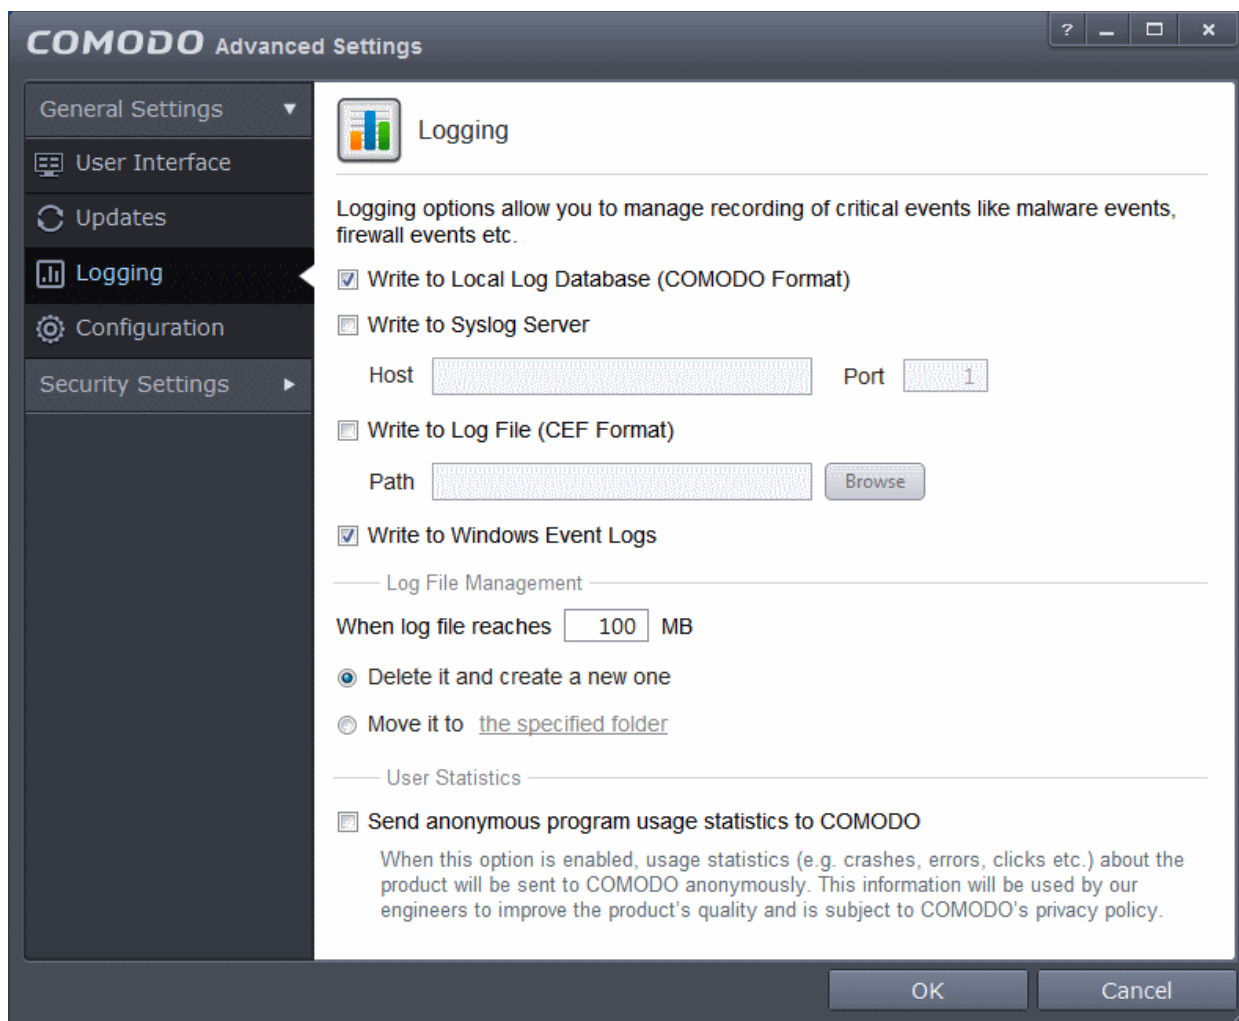 COMODO Advanced Settings
?
General Settings
User Interface
Updates
Logging
Configuration
Security Settings
Logging
Logging options allow you to manage recording of critical events like malware events,
firewall events etc.
Write to Local Log Database (COMODO Format)
Write to Syslog Server
Host
Port 1
Write to Log File (CEF Format)
Path
Browse
Write to Windows Event Logs
Log File Management
When log file reaches 100 MB
Delete it and create a new one
Move it to the specified folder
User Statistics
Send anonymous program usage statistics to COMODO
When this option is enabled, usage statistics (e.g. crashes, errors, clicks etc.) about the
product will be sent to COMODO anonymously. This information will be used by our
engineers to improve the product's quality and is subject to COMODO's privacy policy.
OK
Cancel